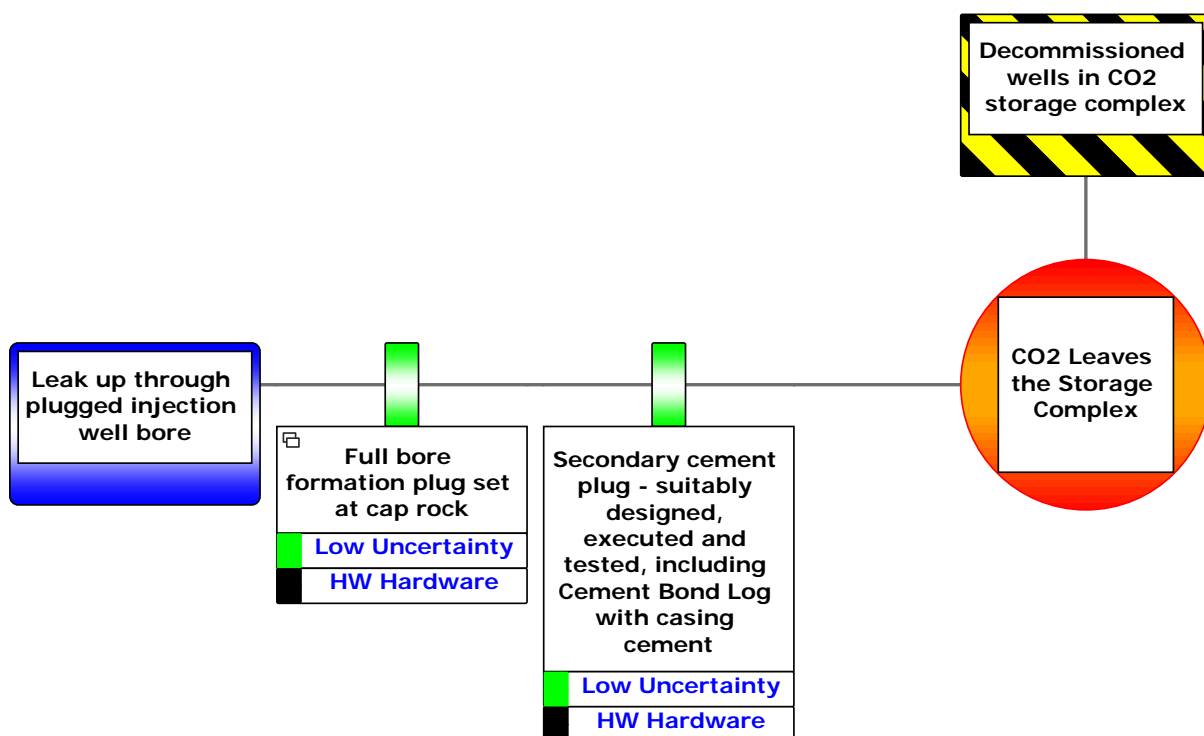 Decommissioned
wells in CO2
storage complex
Leak up through
plugged injection
well bore
Full bore
formation plug set
at cap rock
Low Uncertainty
HW Hardware
Secondary cement
plug - suitably
designed,
executed and
tested, including
Cement Bond Log
with casing
cement
Low Uncertainty
HW Hardware
CO2 Leaves
the Storage
Complex